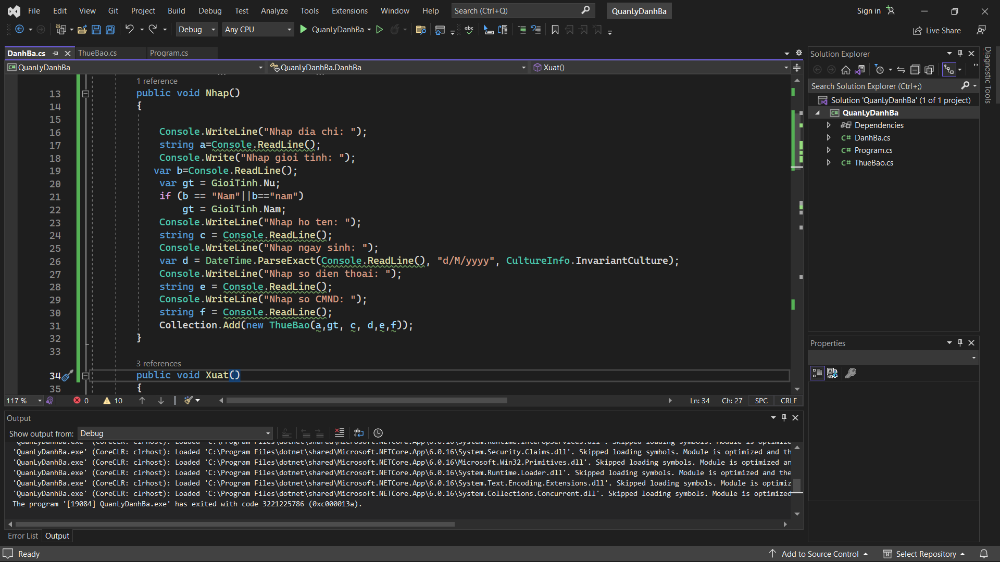 File Edit View Git Project Build Debug Test Analyze Tools Extensions Window Help Search (Ctrl+Q) QuanLyDanhBa Sign in
Debug Any CPU QuanLyDanhBa Live Share
DanhBa.cs ThueBao.cs Program.cs
QuanLyDanhBa QuanLyDanhBa.DanhBa Xuat()
1 reference
13 public void Nhap()
14 {
15
16 Console.WriteLine("Nhap dia chi: ");
17 string a=Console.ReadLine();
18 Console.Write("Nhap gioi tinh: ");
19 var b=Console.ReadLine();
20 var gt = GioiTinh.Nu;
21 if (b == "Nam"||b=="nam")
22 gt = GioiTinh.Nam;
23 Console.WriteLine("Nhap ho ten: ");
24 string c = Console.ReadLine();
25 Console.WriteLine("Nhap ngay sinh: ");
26 var d = DateTime.ParseExact(Console.ReadLine(), "d/M/yyyy", CultureInfo.InvariantCulture);
27 Console.WriteLine("Nhap so dien thoai: ");
28 string e = Console.ReadLine();
29 Console.WriteLine("Nhap so CMND: ");
30 string f = Console.ReadLine();
31 Collection.Add(new ThueBao(a,gt, c, d,e,f));
32 }
33
3 references
34 public void Xuat()
35 {
117 % 0 10 Ln: 34 Ch: 27 SPC CRLF
Output
Show output from: Debug
'QuanLyDanhBa.exe' (CoreCLR: clrhost): Loaded 'C:\Program Files\dotnet\shared\Microsoft.NETCore.App\6.0.16\System.Runtime.InteropServices.dll'. Skipped loading symbols. Module is optimize
'QuanLyDanhBa.exe' (CoreCLR: clrhost): Loaded 'C:\Program Files\dotnet\shared\Microsoft.NETCore.App\6.0.16\System.Security.Claims.dll'. Skipped loading symbols. Module is optimized and th
'QuanLyDanhBa.exe' (CoreCLR: clrhost): Loaded 'C:\Program Files\dotnet\shared\Microsoft.NETCore.App\6.0.16\Microsoft.Win32.Primitives.dll'. Skipped loading symbols. Module is optimized an
'QuanLyDanhBa.exe' (CoreCLR: clrhost): Loaded 'C:\Program Files\dotnet\shared\Microsoft.NETCore.App\6.0.16\System.Runtime.Loader.dll'. Skipped loading symbols. Module is optimized and the
'QuanLyDanhBa.exe' (CoreCLR: clrhost): Loaded 'C:\Program Files\dotnet\shared\Microsoft.NETCore.App\6.0.16\System.Text.Encoding.Extensions.dll'. Skipped loading symbols. Module is optimiz
'QuanLyDanhBa.exe' (CoreCLR: clrhost): Loaded 'C:\Program Files\dotnet\shared\Microsoft.NETCore.App\6.0.16\System.Collections.Concurrent.dll'. Skipped loading symbols. Module is optimized
The program '[19084] QuanLyDanhBa.exe' has exited with code 3221225786 (0xc000013a).
Error List Output
Ready Add to Source Control Select Repository
Solution Explorer
Search Solution Explorer (Ctrl+;)
Solution 'QuanLyDanhBa' (1 of 1 project)
QuanLyDanhBa
Dependencies
C# DanhBa.cs
C# Program.cs
C# ThueBao.cs
Properties
Diagnostic Tools